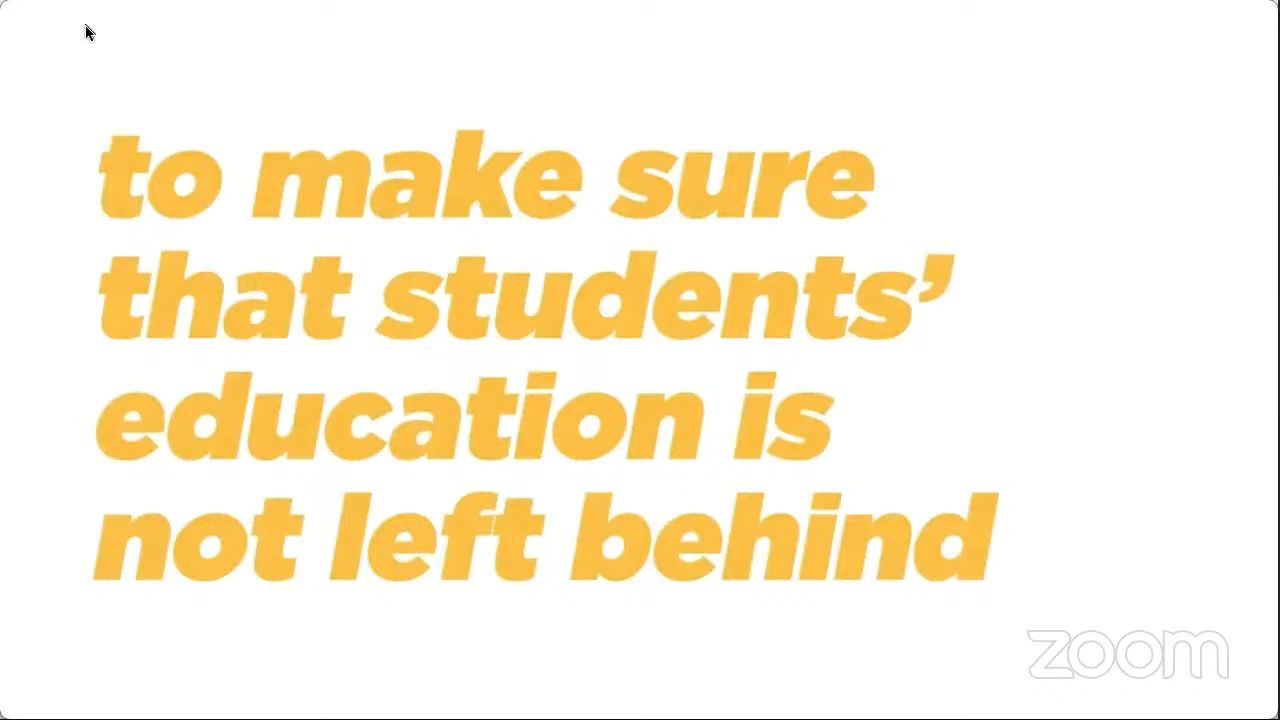 to make sure
that students’
education is
not left behind
zoom